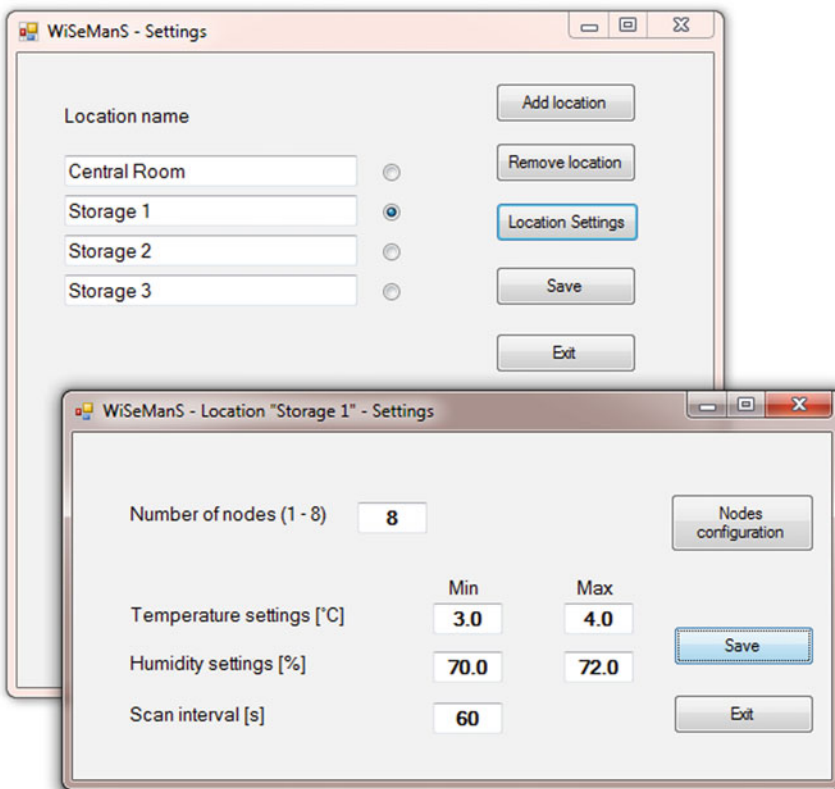 WiSeManS - Settings
Location name
Add location
Central Room
Remove location
Storage 1
Location Settings
Storage 2
Storage 3
Save
Exit
WiSeManS - Location "Storage 1" - Settings
Number of nodes (1 - 8) 8
Nodes
configuration
Min Max
Temperature settings [°C] 3.0 4.0
Save
Humidity settings [%] 70.0 72.0
Scan interval [s] 60
Exit